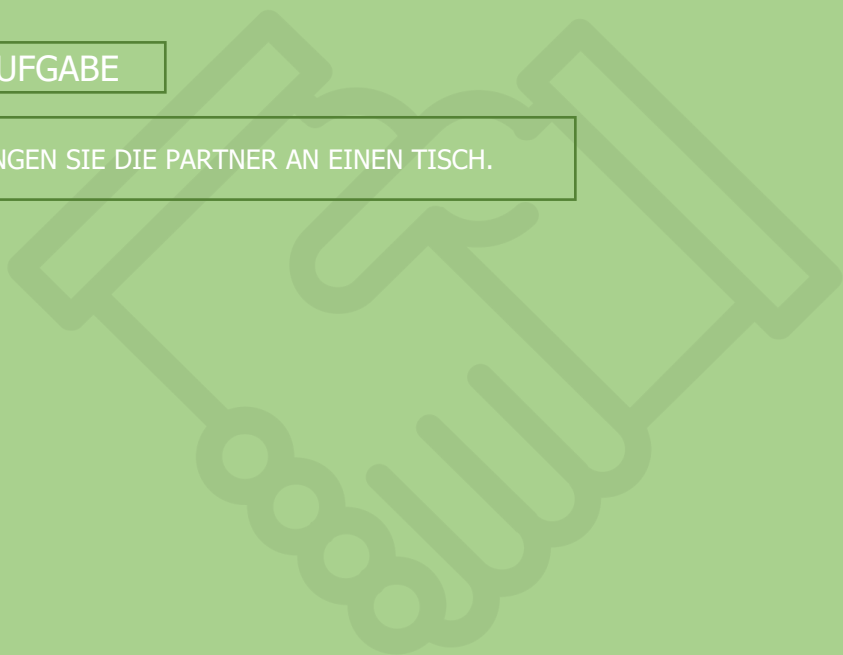 UFGABE
NGEN SIE DIE PARTNER AN EINEN TISCH.